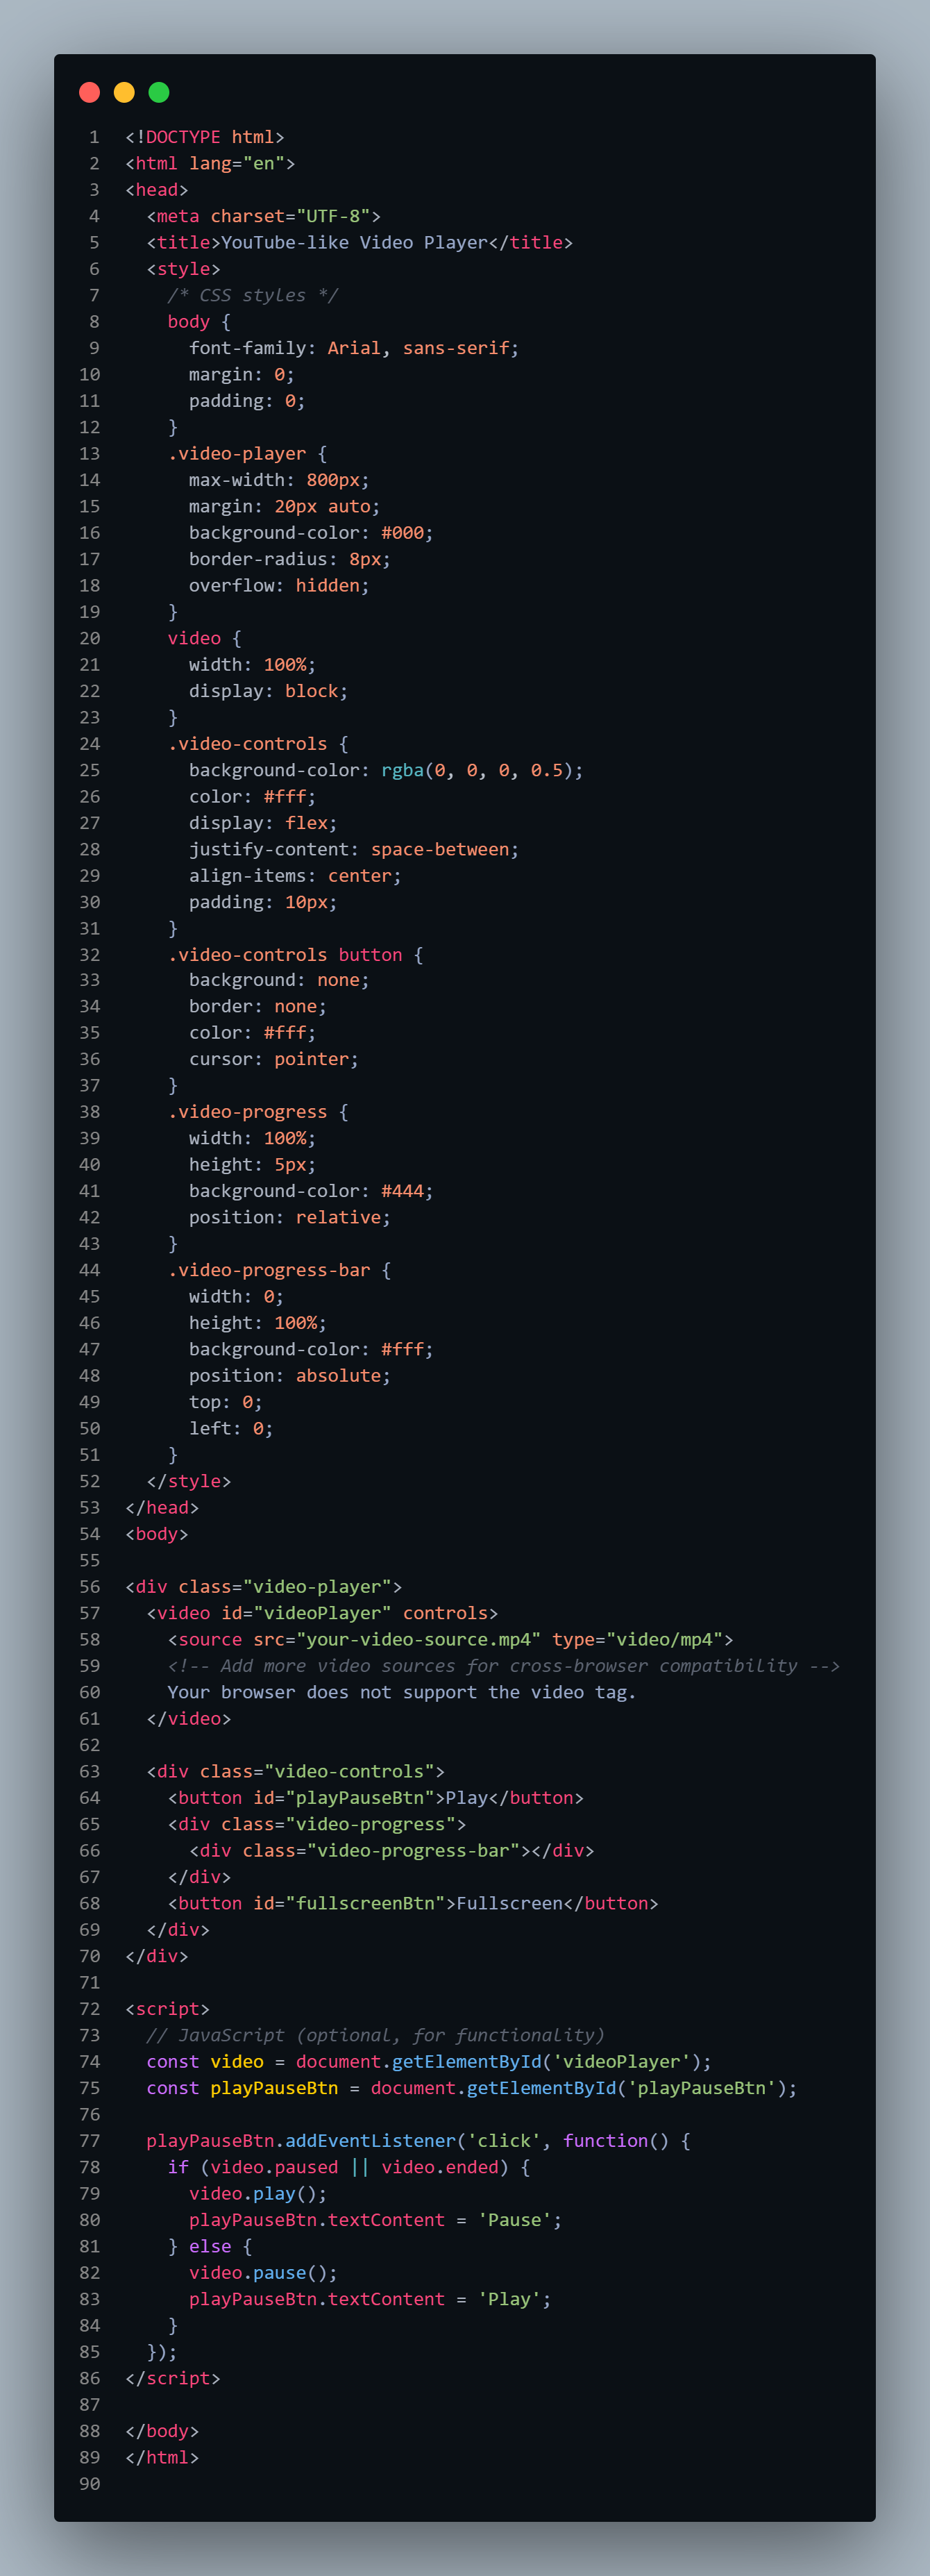 1 <!DOCTYPE html>
2 <html lang="en">
3 <head>
4   <meta charset="UTF-8">
5   <title>YouTube-like Video Player</title>
6   <style>
7     /* CSS styles */
8     body {
9       font-family: Arial, sans-serif;
10       margin: 0;
11       padding: 0;
12     }
13     .video-player {
14       max-width: 800px;
15       margin: 20px auto;
16       background-color: #000;
17       border-radius: 8px;
18       overflow: hidden;
19     }
20     video {
21       width: 100%;
22       display: block;
23     }
24     .video-controls {
25       background-color: rgba(0, 0, 0, 0.5);
26       color: #fff;
27       display: flex;
28       justify-content: space-between;
29       align-items: center;
30       padding: 10px;
31     }
32     .video-controls button {
33       background: none;
34       border: none;
35       color: #fff;
36       cursor: pointer;
37     }
38     .video-progress {
39       width: 100%;
40       height: 5px;
41       background-color: #444;
42       position: relative;
43     }
44     .video-progress-bar {
45       width: 0;
46       height: 100%;
47       background-color: #fff;
48       position: absolute;
49       top: 0;
50       left: 0;
51     }
52   </style>
53 </head>
54 <body>
55
56 <div class="video-player">
57   <video id="videoPlayer" controls>
58     <source src="your-video-source.mp4" type="video/mp4">
59     <!-- Add more video sources for cross-browser compatibility -->
60     Your browser does not support the video tag.
61   </video>
62
63   <div class="video-controls">
64     <button id="playPauseBtn">Play</button>
65     <div class="video-progress">
66       <div class="video-progress-bar"></div>
67     </div>
68     <button id="fullscreenBtn">Fullscreen</button>
69   </div>
70 </div>
71
72 <script>
73   // JavaScript (optional, for functionality)
74   const video = document.getElementById('videoPlayer');
75   const playPauseBtn = document.getElementById('playPauseBtn');
76
77   playPauseBtn.addEventListener('click', function() {
78     if (video.paused || video.ended) {
79       video.play();
80       playPauseBtn.textContent = 'Pause';
81     } else {
82       video.pause();
83       playPauseBtn.textContent = 'Play';
84     }
85   });
86 </script>
87
88 </body>
89 </html>
90